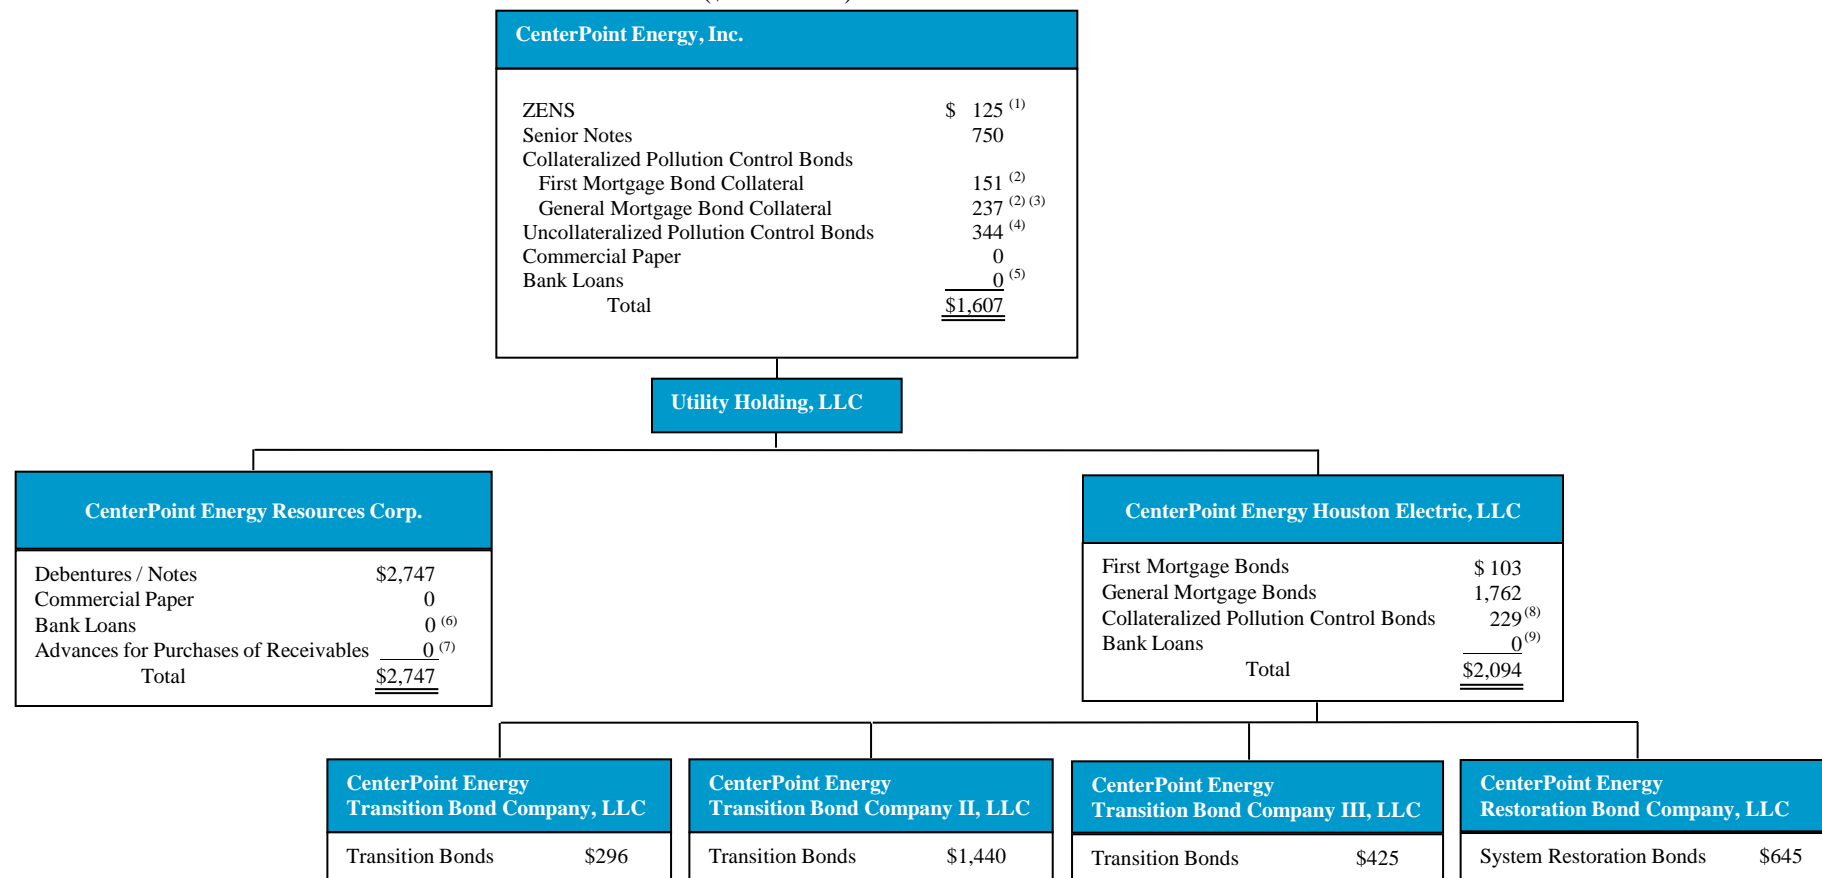 CenterPoint Energy, Inc.
ZENS $ 125 (1)
Senior Notes 750
Collateralized Pollution Control Bonds
First Mortgage Bond Collateral 151 (2)
General Mortgage Bond Collateral 237 (2) (3)
Uncollateralized Pollution Control Bonds 344 (4)
Commercial Paper 0
Bank Loans 0 (5)
Total $1,607
Utility Holding, LLC
CenterPoint Energy Resources Corp.
Debentures / Notes $2,747
Commercial Paper 0
Bank Loans 0 (6)
Advances for Purchases of Receivables 0 (7)
Total $2,747
CenterPoint Energy Houston Electric, LLC
First Mortgage Bonds $ 103
General Mortgage Bonds 1,762
Collateralized Pollution Control Bonds 229 (8)
Bank Loans 0 (9)
Total $2,094
CenterPoint Energy
Transition Bond Company, LLC
Transition Bonds $296
CenterPoint Energy
Transition Bond Company II, LLC
Transition Bonds $1,440
CenterPoint Energy
Transition Bond Company III, LLC
Transition Bonds $425
CenterPoint Energy
Restoration Bond Company, LLC
System Restoration Bonds $645